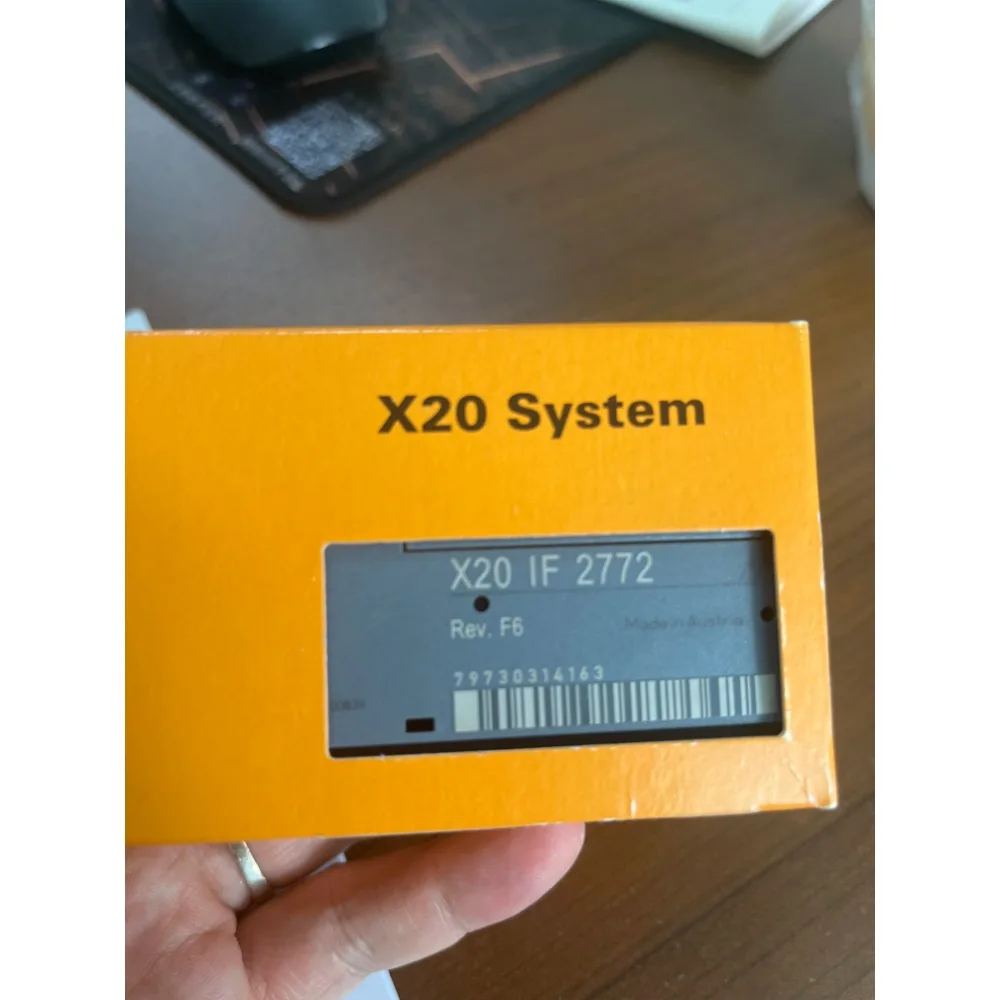 X20 System
X20 IF 2772
Rev. F6
Made in Austria
79730314163